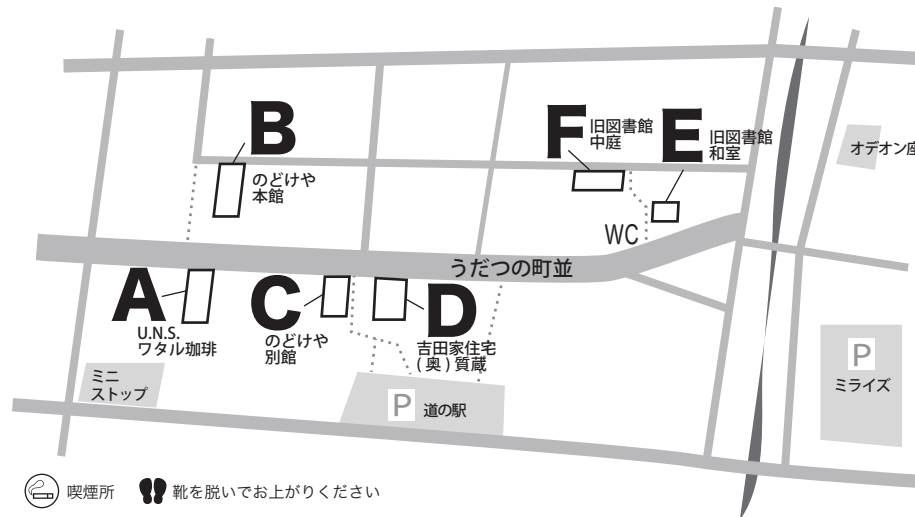 B
のどけや
本館
F
旧図書館
中庭
E
旧図書館
和室
オデオン座
WC
うだつの町並
A
U.N.S.
ワタル珈琲
C
のどけや
別館
D
吉田家住宅
(奥)質蔵
ミニ
ストップ
P 道の駅
P
ミライズ
喫煙所
靴を脱いでお上がりください